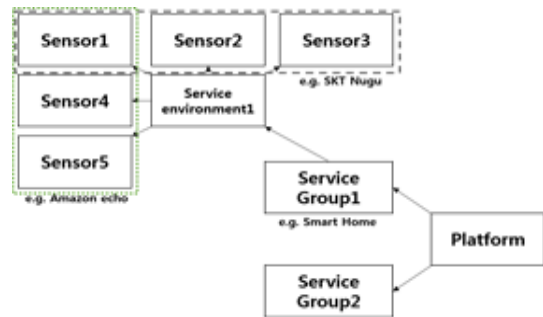 Sensor1
Sensor2
Sensor3
e.g. SKT Nugu
Sensor4
Service
environment1
Sensor5
e.g. Amazon echo
Service
Group1
e.g. Smart Home
Platform
Service
Group2